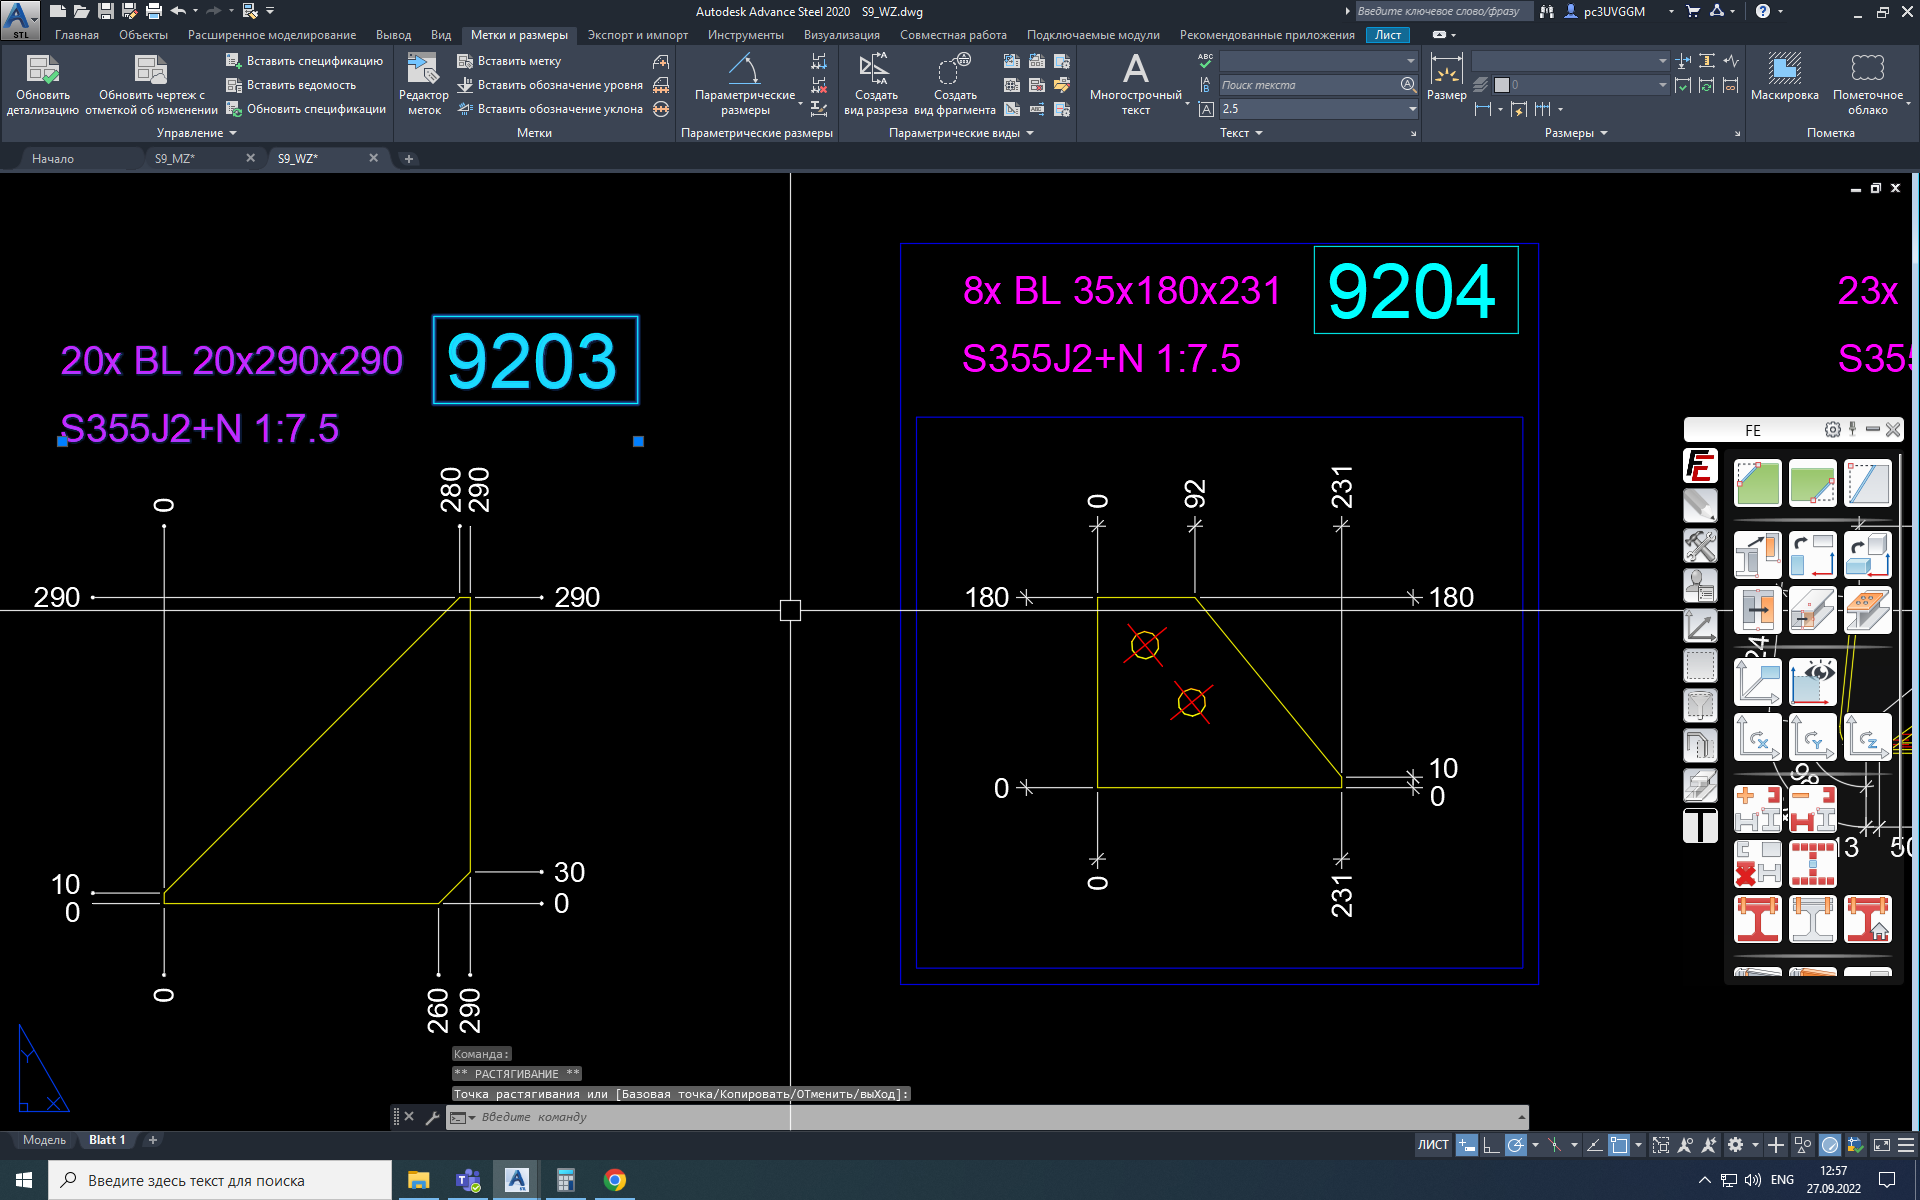 Autodesk Advance Steel 2020 S9_WZ.dwg
Введите ключевое слово/фразу
pc3UVGGM
STL
Главная Объекты Расширенное моделирование Вывод Вид Метки и размеры Экспорт и импорт Инструменты Визуализация Совместная работа Подключаемые модули Рекомендованные приложения Лист
Обновить детализацию
Обновить чертеж с отметкой об изменении
Вставить спецификацию
Вставить ведомость
Обновить спецификации
Управление
Редактор меток
Вставить метку
Вставить обозначение уровня
Вставить обозначение уклона
Метки
Параметрические размеры
Параметрические размеры
Создать вид разреза
Создать вид фрагмента
Параметрические виды
Многострочный текст
ABC
Поиск текста
2.5
Текст
Размер
0
Размеры
Маскировка
Пометочное облако
Пометка
Начало
S9_MZ*
S9_WZ*
20x BL 20x290x290
9203
S355J2+N 1:7.5
0
280
290
290
290
10
0
30
0
0
260
290
8x BL 35x180x231
9204
S355J2+N 1:7.5
0
92
231
180
180
0
10
0
0
231
23x
S355
FE
FE
24
X
Y
Z
98
13
50
Y
X
Команда:
** РАСТЯГИВАНИЕ **
Точка растягивания или [Базовая точка/Копировать/ОТменить/выХод]:
Введите команду
Модель
Blatt 1
ЛИСТ
Введите здесь текст для поиска
ENG
12:57
27.09.2022